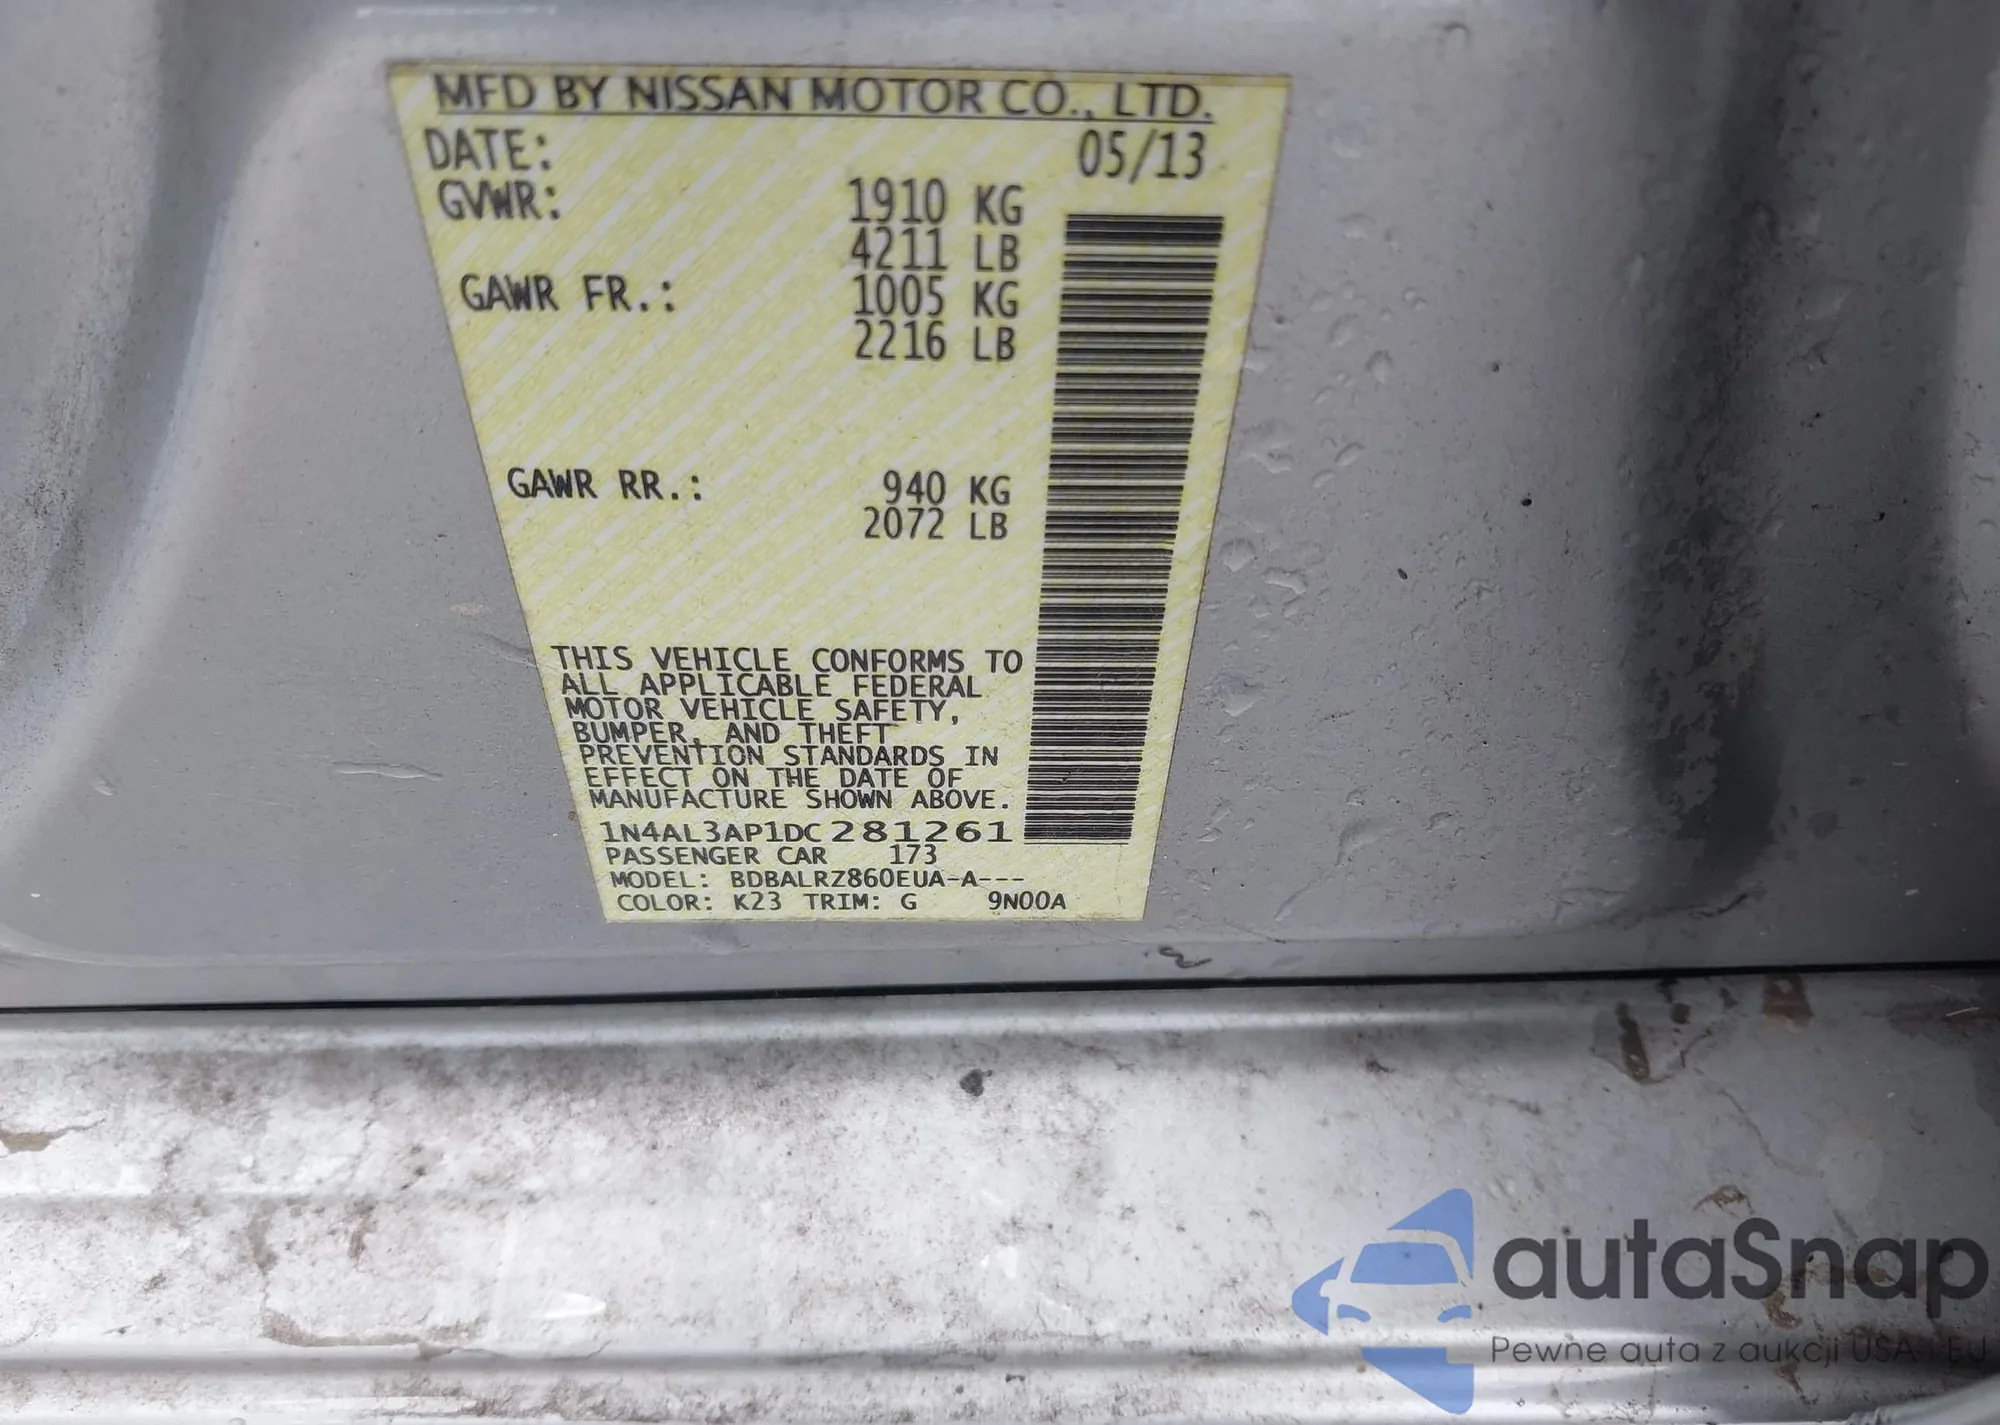 MFD BY NISSAN MOTOR CO., LTD.
DATE: 05/13
GVWR: 1910 KG
4211 LB
GAWR FR.: 1005 KG
2216 LB
GAWR RR.: 940 KG
2072 LB
THIS VEHICLE CONFORMS TO
ALL APPLICABLE FEDERAL
MOTOR VEHICLE SAFETY,
BUMPER, AND THEFT
PREVENTION STANDARDS IN
EFFECT ON THE DATE OF
MANUFACTURE SHOWN ABOVE.
1N4AL3AP1DC281261
PASSENGER CAR 173
MODEL: BDBALRZ860EUA-A---
COLOR: K23 TRIM: G 9N00A
autaSnap
Pewne auta z aukcji USA i EU